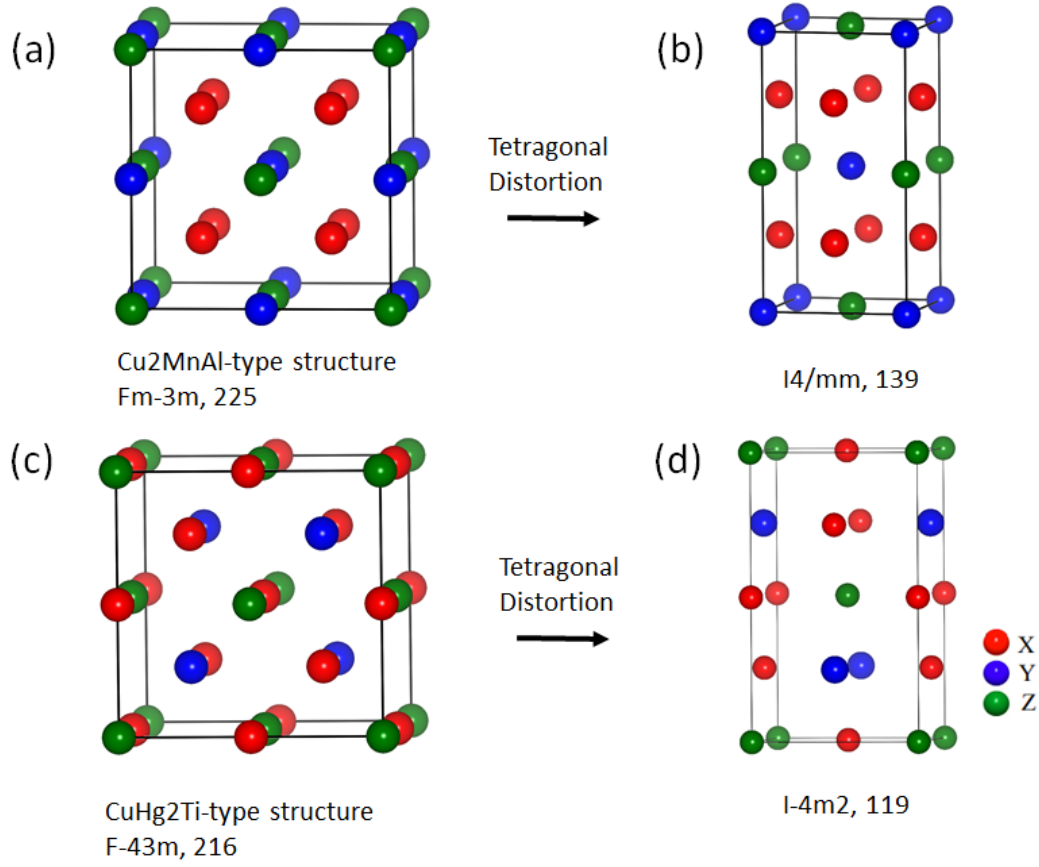 (a)
(b)
Tetragonal
Distortion
Cu2MnAl-type structure
Fm-3m, 225
I4/mm, 139
(c)
(d)
Tetragonal
Distortion
X
Y
Z
CuHg2Ti-type structure
F-43m, 216
I-4m2, 119